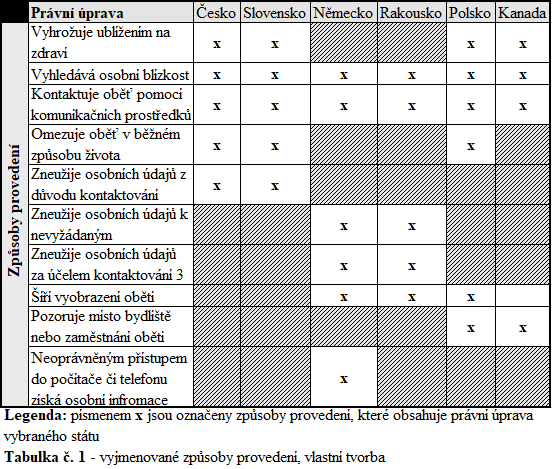 Právní úprava Česko Slovensko Německo Rakousko Polsko Kanada
Způsoby provedení
Vyhrožuje ublížením na
zdraví x x x x
Vyhledává osobní blízkost x x x x x x
Kontaktuje oběť pomocí
komunikačních prostředků x x x x x x
Omezuje oběť v běžném
způsobu života x x x
Zneužije osobních údajů z
důvodu kontaktování x x
Zneužije osobních údajů k
nevyžádaným x x
Zneužije osobních údajů
za účelem kontaktování 3 x x
Šíří vyobrazení oběti x x x
Pozoruje místo bydliště
nebo zaměstnání oběti x x
Neoprávněným přístupem
do počítače či telefonu
získá osobní infromace x
Legenda: písmenem x jsou označeny způsoby provedení, které obsahuje právní úprava
vybraného státu
Tabulka č. 1 - vyjmenované způsoby provedení, vlastní tvorba